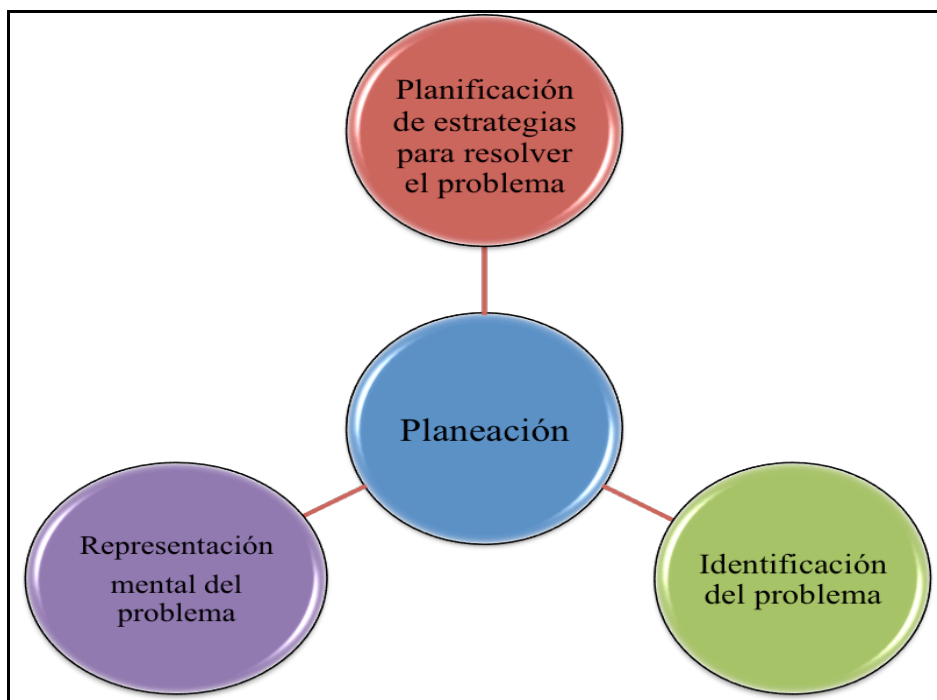 Planificación
de estrategias
para resolver
el problema
Planeación
Representación
mental del
problema
Identificación
del problema